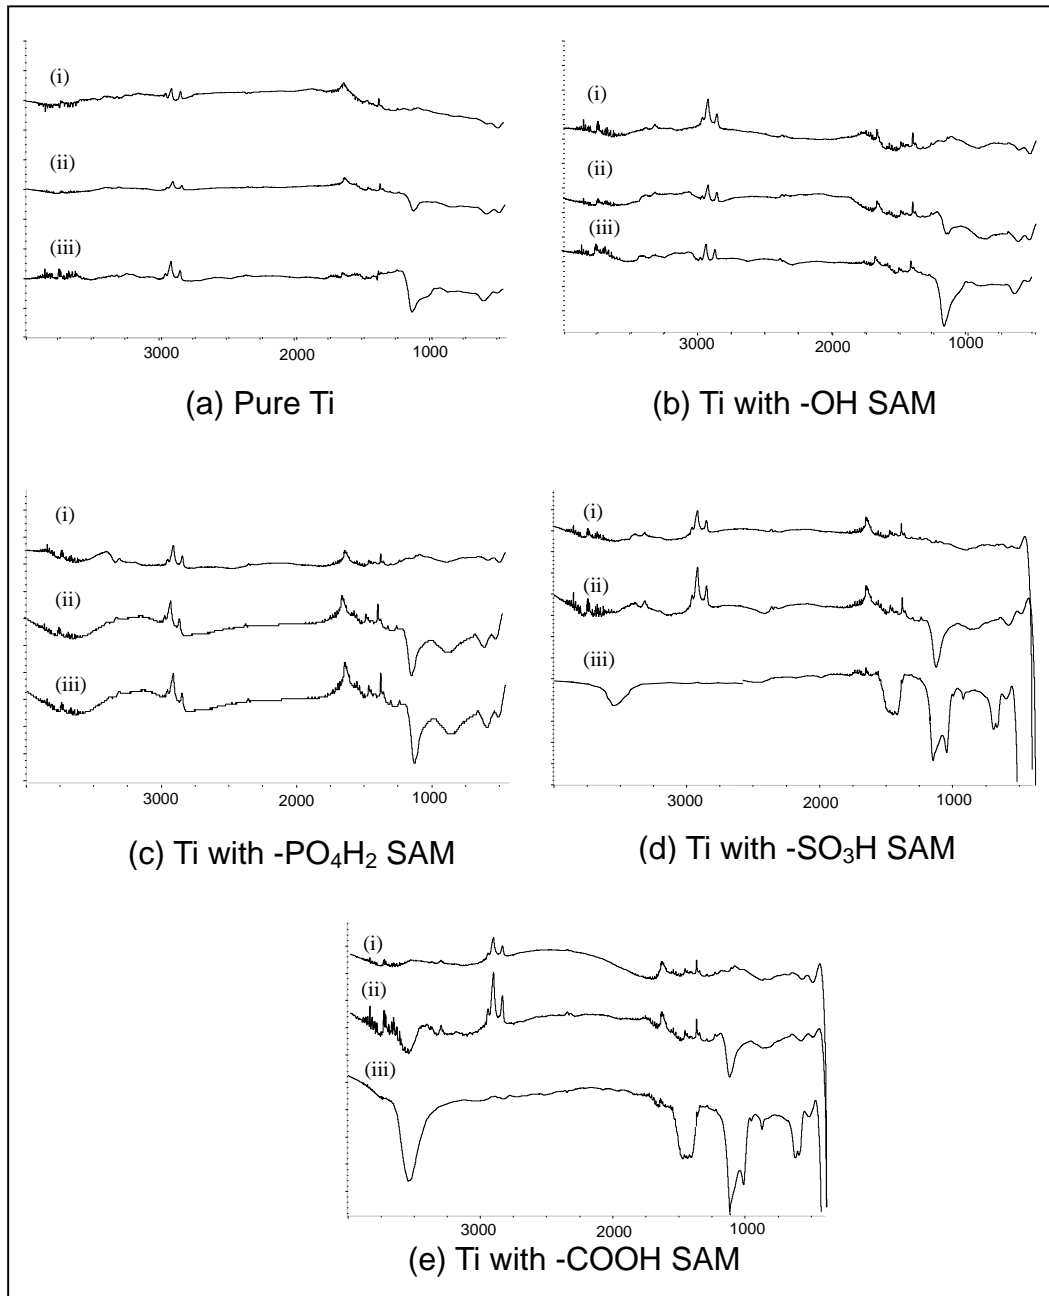 (i)
(ii)
(iii)
3000 2000 1000
(a) Pure Ti
(i)
(ii)
(iii)
3000 2000 1000
(b) Ti with -OH SAM
(i)
(ii)
(iii)
3000 2000 1000
(c) Ti with -PO₄H₂ SAM
(i)
(ii)
(iii)
3000 2000 1000
(d) Ti with -SO₃H SAM
(i)
(ii)
(iii)
3000 2000 1000
(e) Ti with -COOH SAM